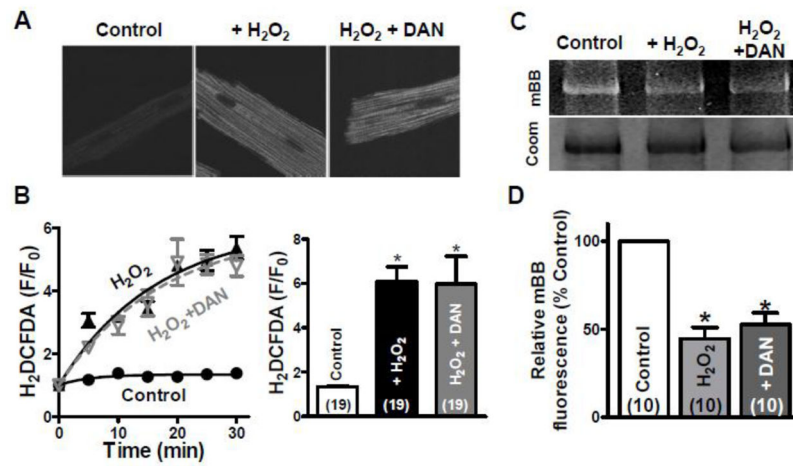 A
Control
+ H₂O₂
H₂O₂ + DAN
B
H₂DCFDA (F/F₀)
6
4
2
0
H₂O₂
H₂O₂+DAN
Control
0
10
20
30
Time (min)
H₂DCFDA (F/F₀)
8
6
4
2
0
*
*
Control
+ H₂O₂
H₂O₂ + DAN
(19)
(19)
(19)
C
Control
+ H₂O₂
H₂O₂
+DAN
mBB
Coom
D
Relative mBB
fluorescence (% Control)
100
50
0
*
*
Control
H₂O₂
+ DAN
(10)
(10)
(10)